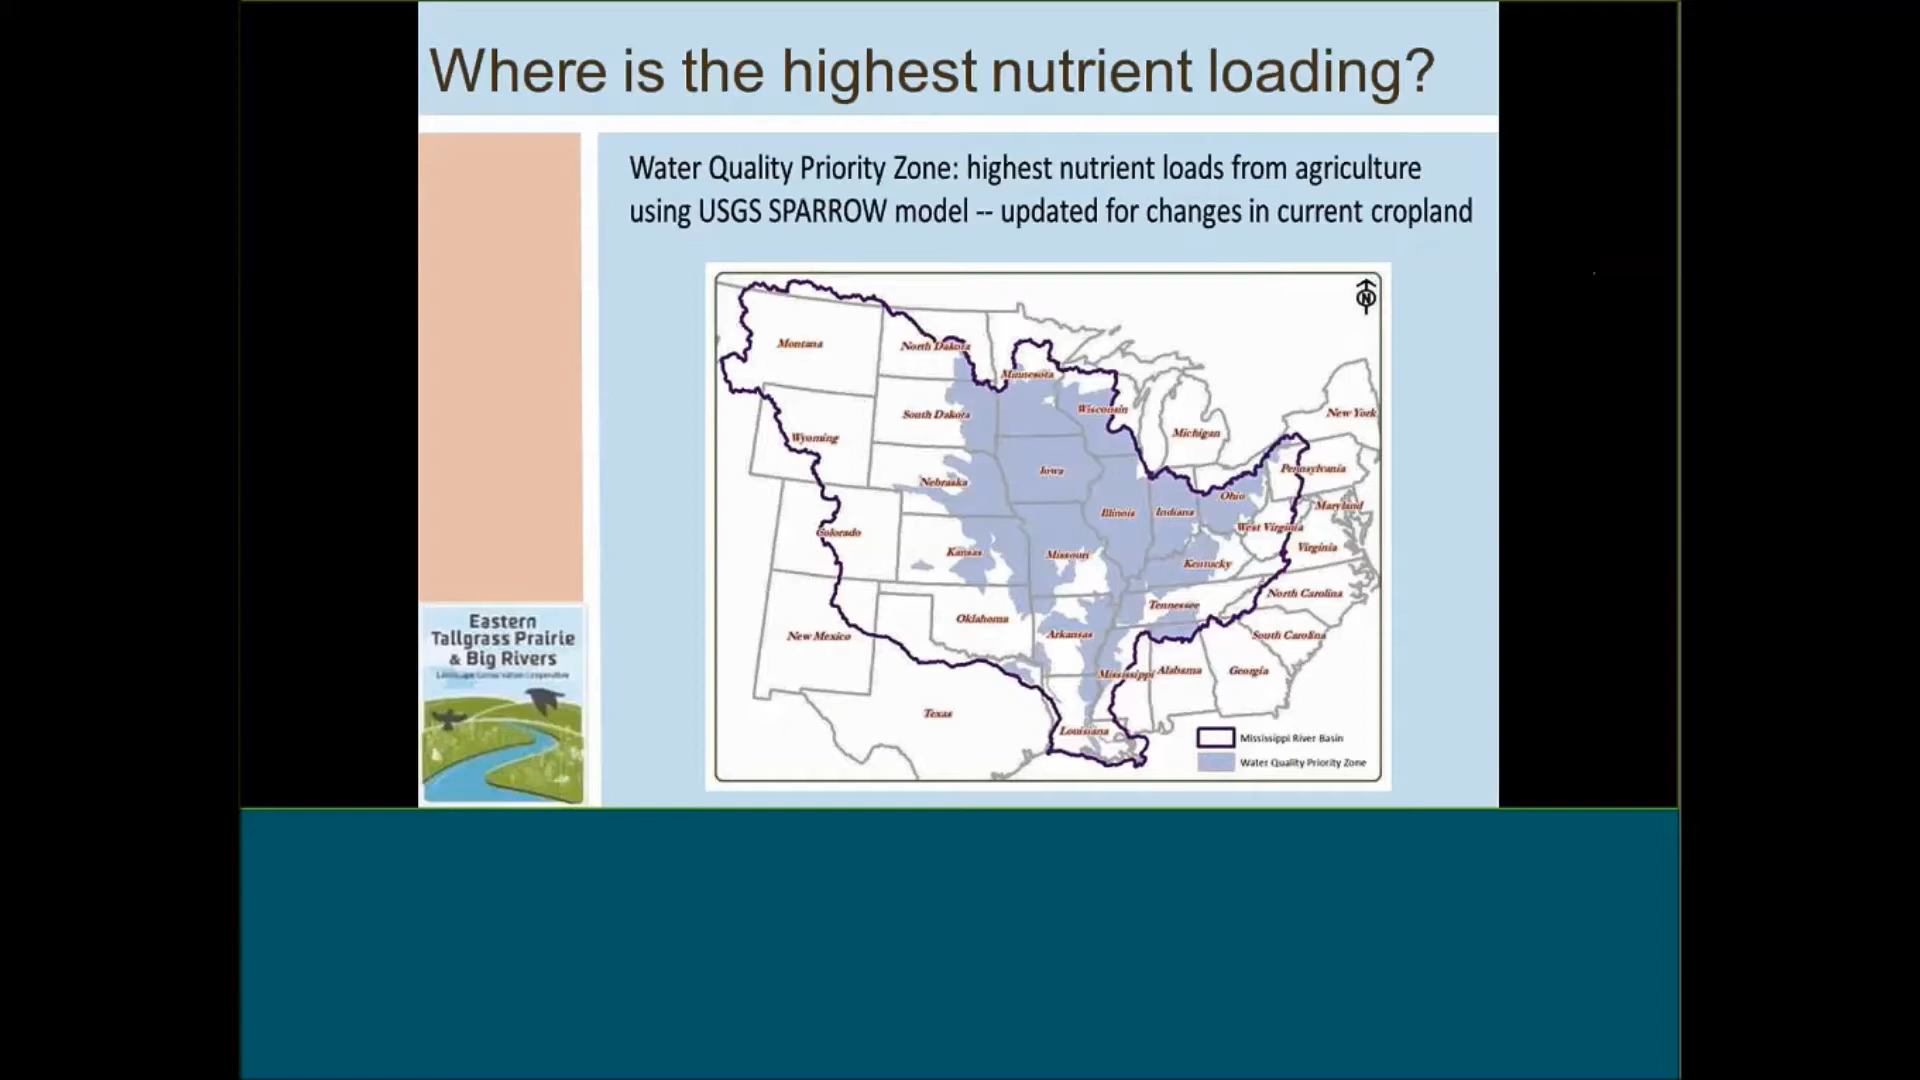 Where is the highest nutrient loading?
Water Quality Priority Zone: highest nutrient loads from agriculture
using USGS SPARROW model -- updated for changes in current cropland
N
Montana
North Dakota
Minnesota
South Dakota
Wisconsin
Michigan
New York
Wyoming
Iowa
Nebraska
Pennsylvania
Ohio
Illinois
Indiana
Maryland
Colorado
West Virginia
Kansas
Missouri
Kentucky
Virginia
Oklahoma
Tennessee
North Carolina
New Mexico
Arkansas
South Carolina
Mississippi
Alabama
Georgia
Texas
Louisiana
Mississippi River Basin
Water Quality Priority Zone
Eastern
Tallgrass Prairie
& Big Rivers
Landscape Conservation Cooperative